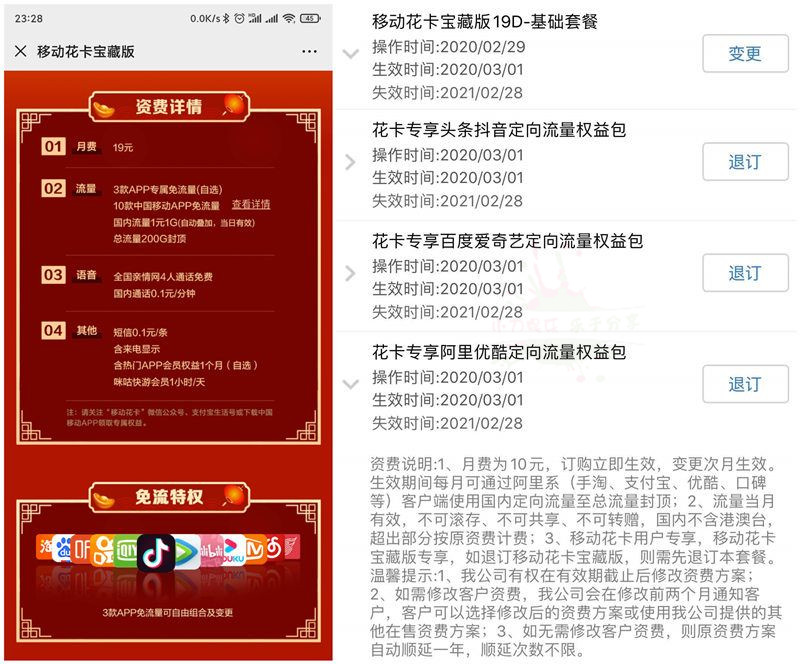 23:28
0.0K/s
45
移动花卡宝藏版
资费详情
01 月费 19元
02 流量 3款APP专属免流量(自选)
10款中国移动APP免流量 查看详情
国内流量1元1G(自动叠加，当日有效)
总流量200G封顶
03 语音 全国亲情网4人通话免费
国内通话0.1元/分钟
04 其他 短信0.1元/条
含来电显示
含热门APP会员权益1个月（自选）
咪咕快游会员1小时/天
注：请关注“移动花卡”微信公众号、支付宝生活号或下载中国
移动APP领取专属权益。
免流特权
3款APP免流量可自由组合及变更
移动花卡宝藏版19D-基础套餐
操作时间:2020/02/29
生效时间:2020/03/01
失效时间:2021/02/28
变更
花卡专享头条抖音定向流量权益包
操作时间:2020/03/01
生效时间:2020/03/01
失效时间:2021/02/28
退订
花卡专享百度爱奇艺定向流量权益包
操作时间:2020/03/01
生效时间:2020/03/01
失效时间:2021/02/28
退订
花卡专享阿里优酷定向流量权益包
操作时间:2020/03/01
生效时间:2020/03/01
失效时间:2021/02/28
退订
资费说明:1、月费为10元，订购立即生效，变更次月生效。
生效期间每月可通过阿里系（手淘、支付宝、优酷、口碑
等）客户端使用国内定向流量至总流量封顶；2、流量当月
有效，不可滚存、不可共享、不可转赠，国内不含港澳台，
超出部分按原资费计费；3、移动花卡用户专享，移动花卡
宝藏版专享，如退订移动花卡宝藏版，则需先退订本套餐。
温馨提示:1、我公司有权在有效期截止后修改资费方案；
2、如需修改客户资费，我公司会在修改前两个月通知客
户，客户可以选择修改后的资费方案或使用我公司提供的其
他在售资费方案；3、如无需修改客户资费，则原资费方案
自动顺延一年，顺延次数不限。